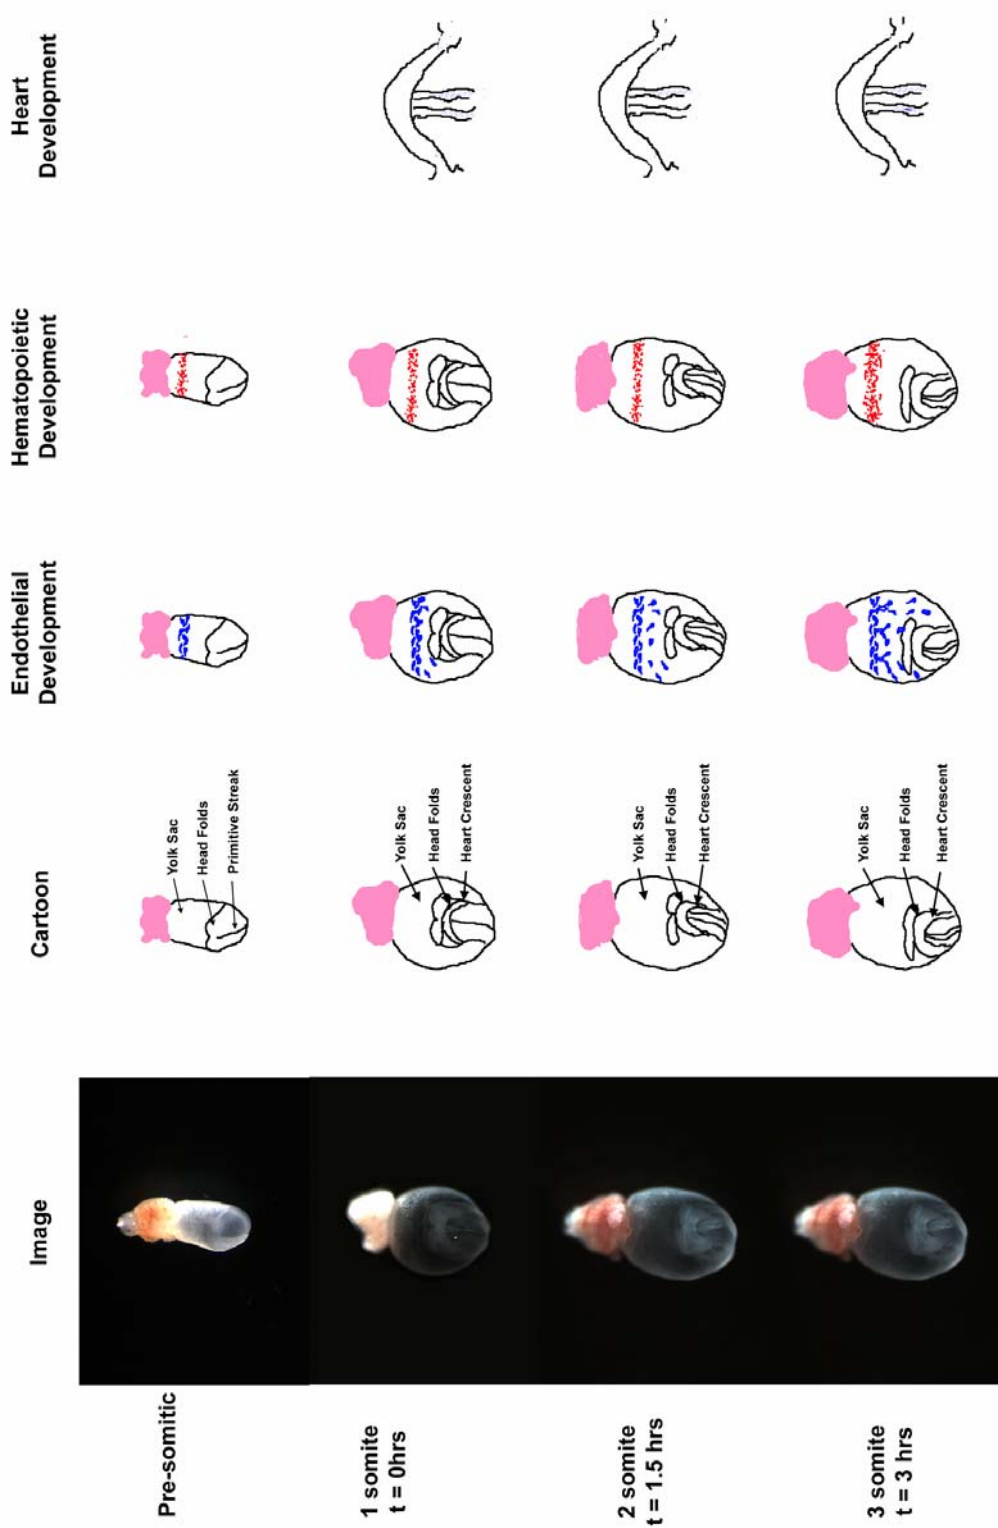 Image
Cartoon
Endothelial
Development
Hematopoietic
Development
Heart
Development
Pre-somitic
Yolk Sac
Head Folds
Primitive Streak
1 somite
t = 0hrs
Yolk Sac
Head Folds
Heart Crescent
2 somite
t = 1.5 hrs
Yolk Sac
Head Folds
Heart Crescent
3 somite
t = 3 hrs
Yolk Sac
Head Folds
Heart Crescent